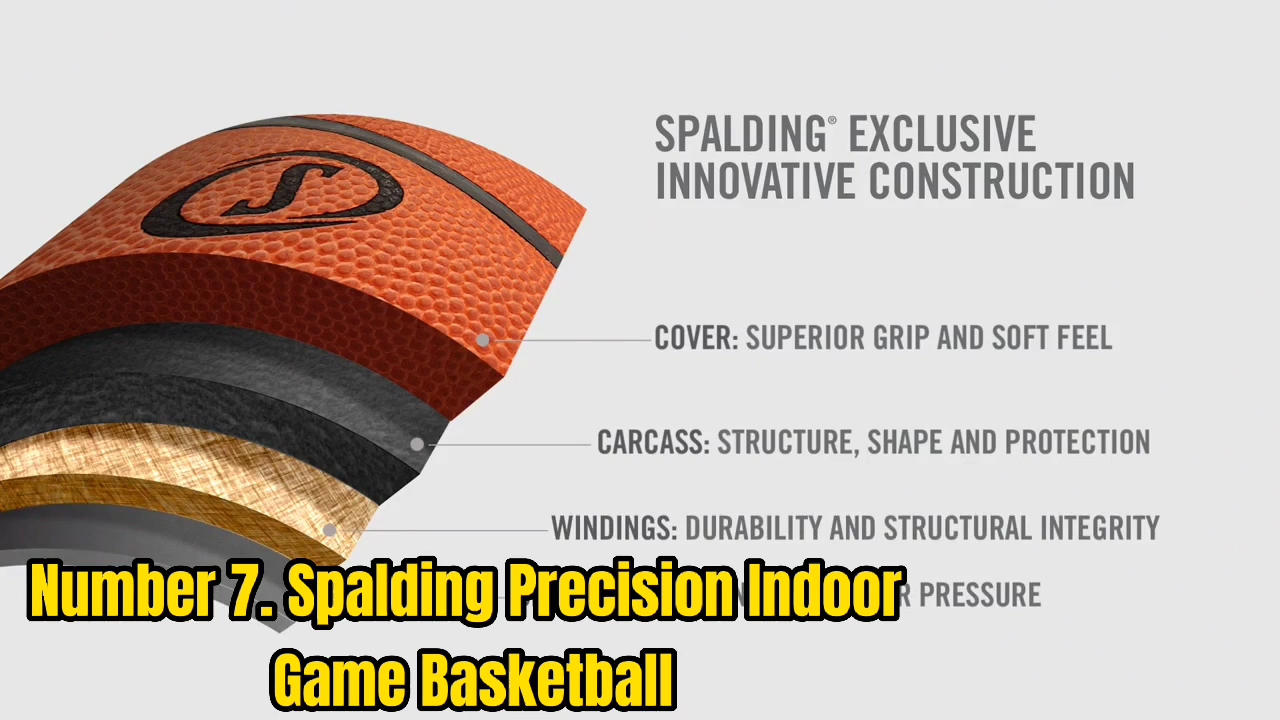 SPALDING® EXCLUSIVE
INNOVATIVE CONSTRUCTION
COVER: SUPERIOR GRIP AND SOFT FEEL
CARCASS: STRUCTURE, SHAPE AND PROTECTION
WINDINGS: DURABILITY AND STRUCTURAL INTEGRITY
PRESSURE
Number 7. Spalding Precision Indoor
Game Basketball